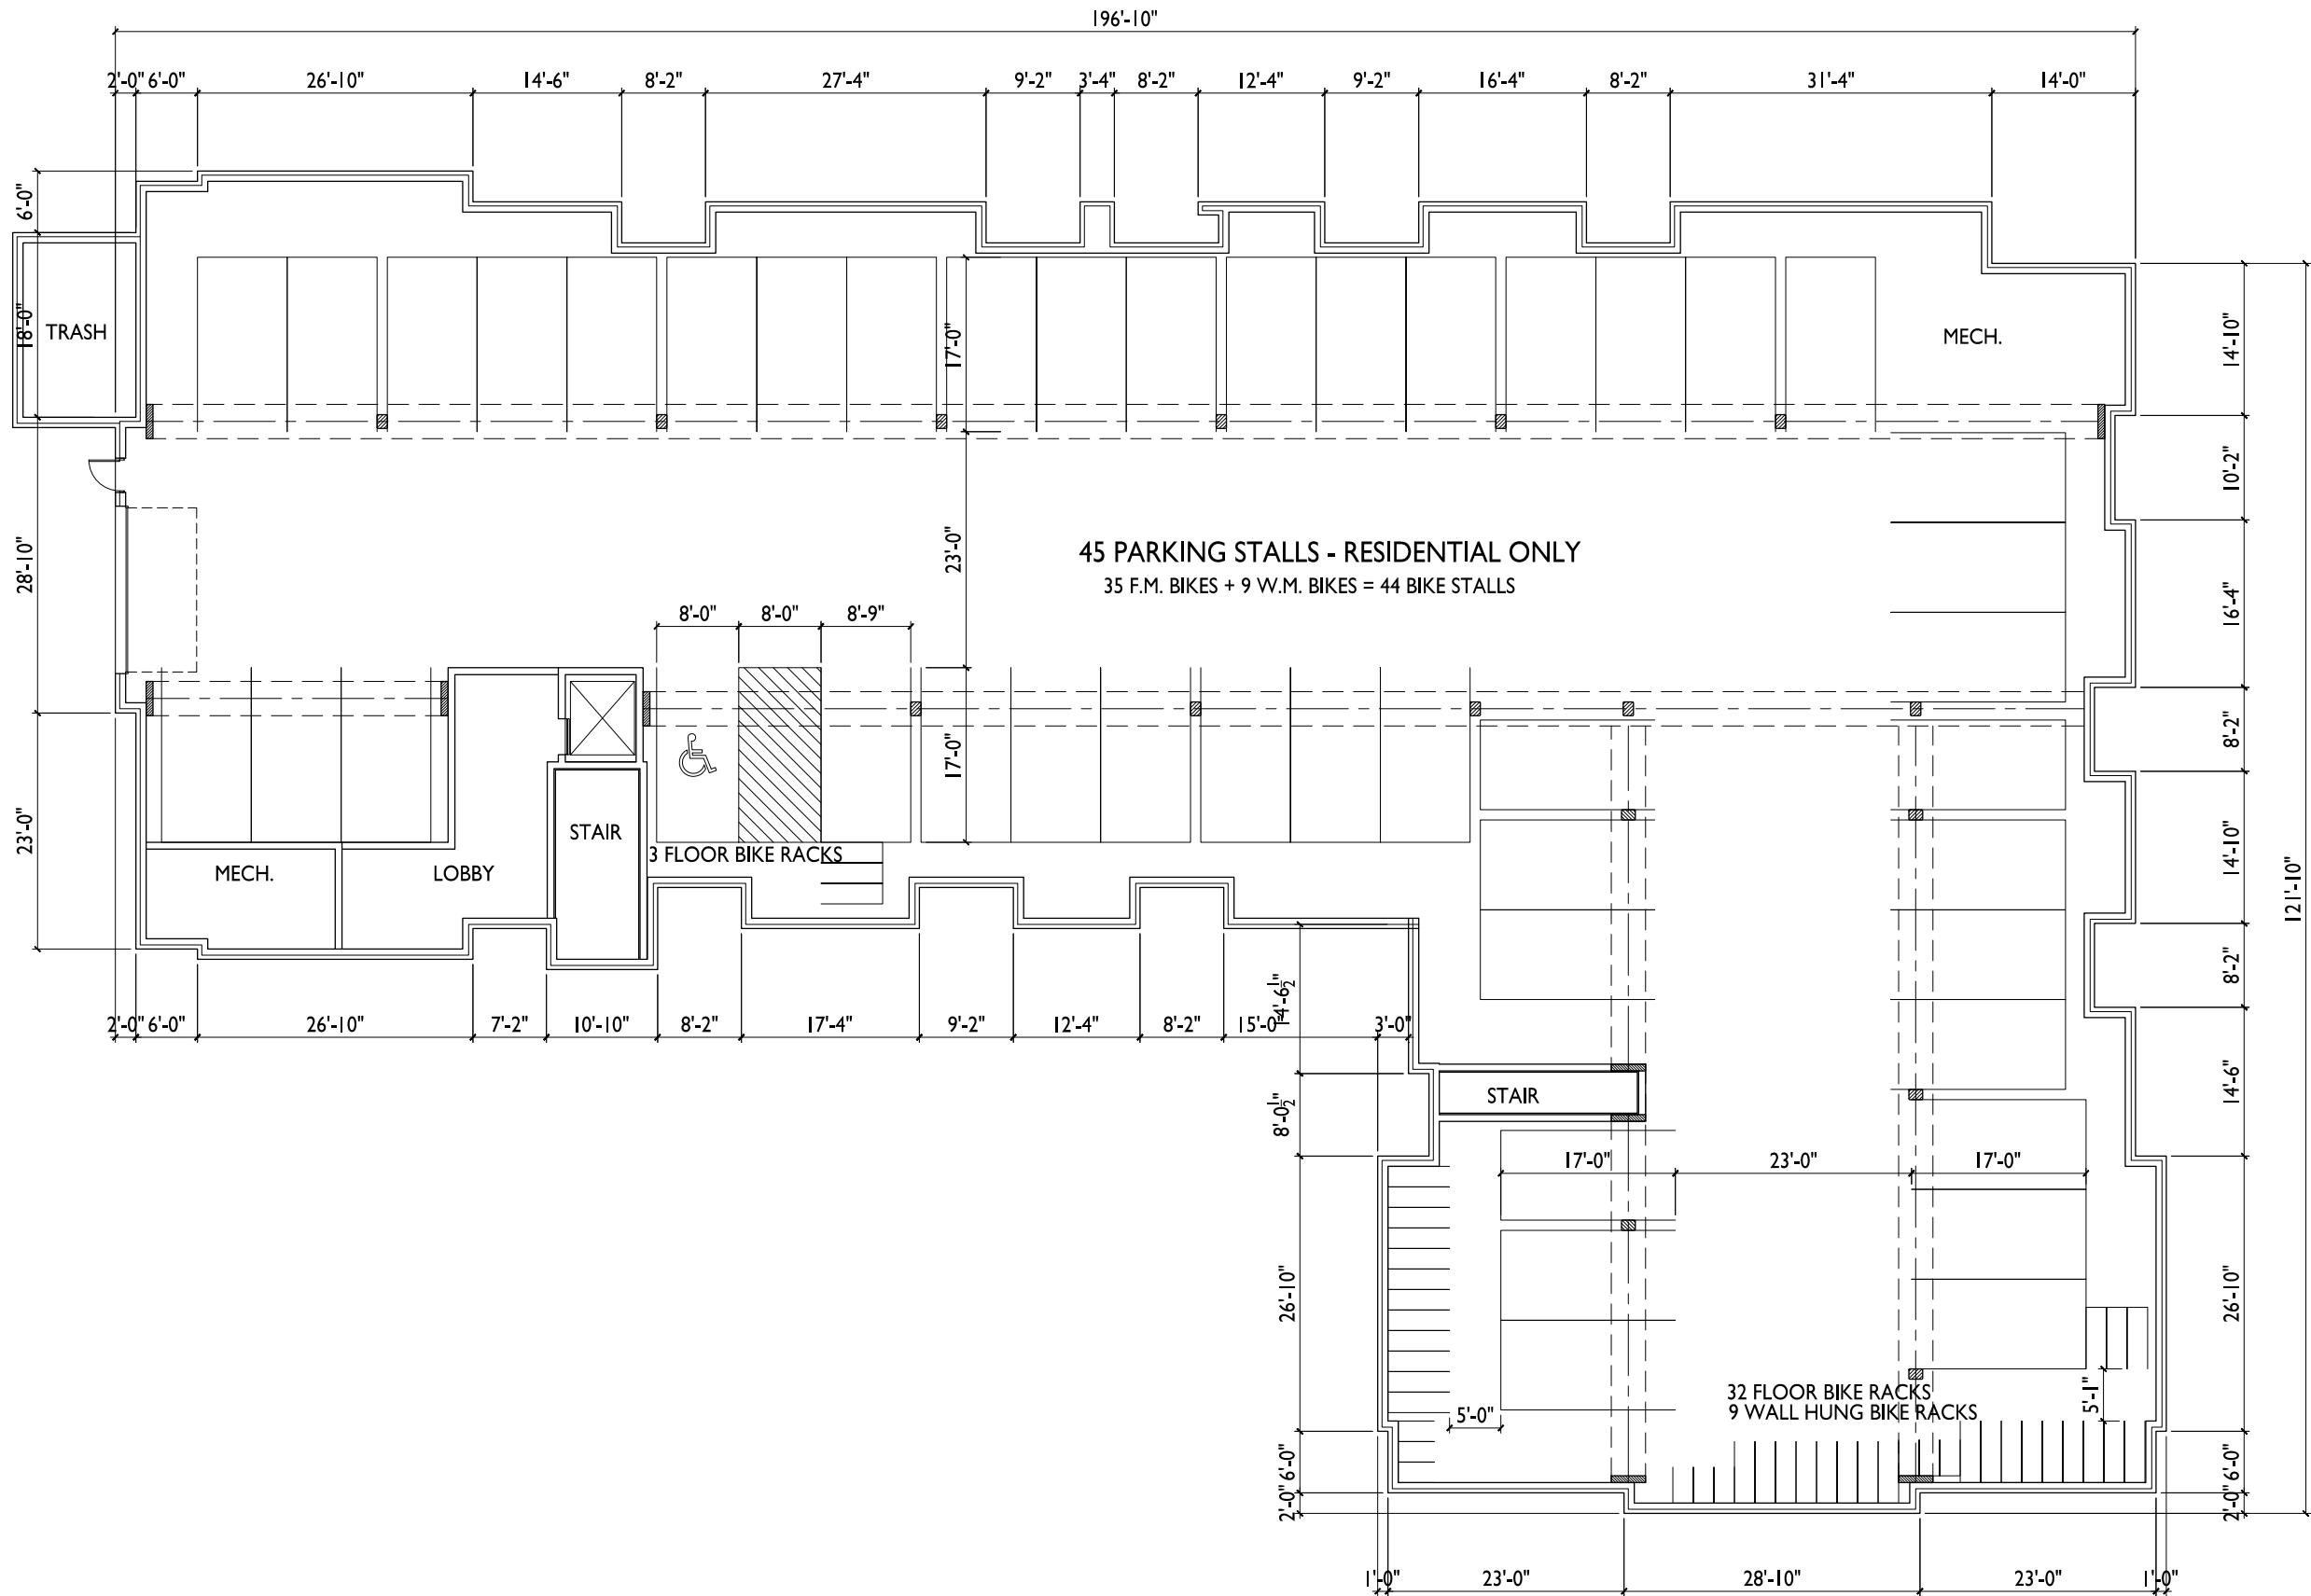 196'-10"
2'-0" 6'-0" 26'-10" 14'-6" 8'-2" 27'-4" 9'-2" 3'-4" 8'-2" 12'-4" 9'-2" 16'-4" 8'-2" 31'-4" 14'-0"
6'-0"
18'-0"
28'-10"
23'-0"
TRASH
17'-0"
MECH.
23'-0"
45 PARKING STALLS - RESIDENTIAL ONLY
35 F.M. BIKES + 9 W.M. BIKES = 44 BIKE STALLS
8'-0" 8'-0" 8'-9"
17'-0"
STAIR
3 FLOOR BIKE RACKS
MECH.
LOBBY
14'-10"
10'-2"
16'-4"
8'-2"
14'-10"
8'-2"
14'-6"
26'-10"
6'-0"
2'-0"
121'-10"
2'-0" 6'-0" 26'-10" 7'-2" 10'-10" 8'-2" 17'-4" 9'-2" 12'-4" 8'-2" 15'-0" 3'-0"
14'-6½"
8'-0½"
26'-10"
6'-0"
2'-0"
STAIR
17'-0" 23'-0" 17'-0"
32 FLOOR BIKE RACKS
9 WALL HUNG BIKE RACKS
5'-0"
5'-1"
1'-0" 23'-0" 28'-10" 23'-0" 1'-0"